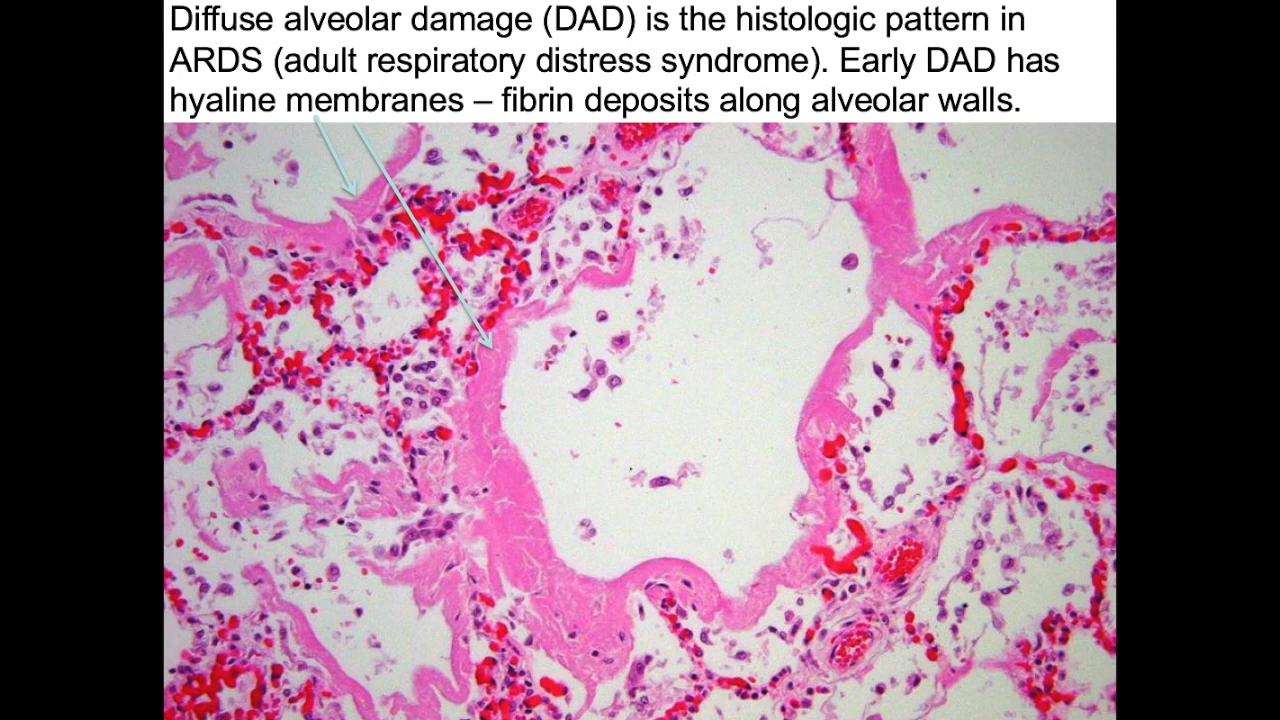 Diffuse alveolar damage (DAD) is the histologic pattern in
ARDS (adult respiratory distress syndrome). Early DAD has
hyaline membranes – fibrin deposits along alveolar walls.